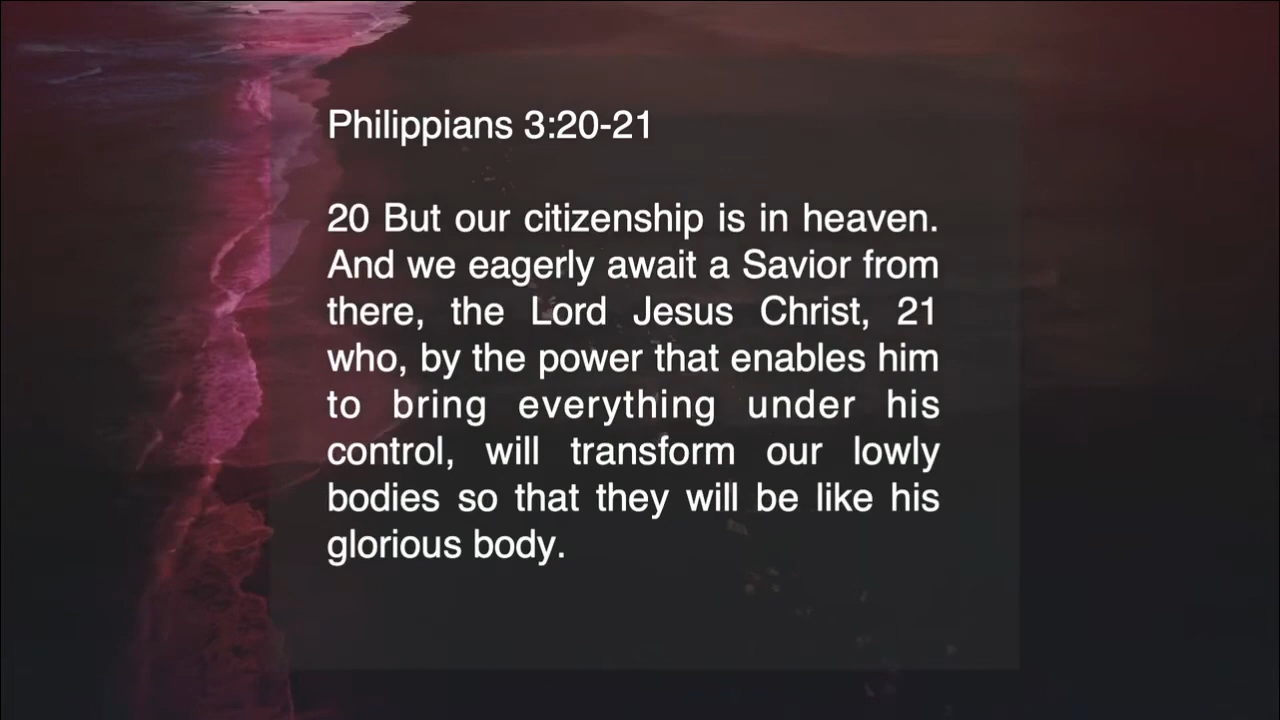 Philippians 3:20-21
20 But our citizenship is in heaven.
And we eagerly await a Savior from
there, the Lord Jesus Christ, 21
who, by the power that enables him
to bring everything under his
control, will transform our lowly
bodies so that they will be like his
glorious body.